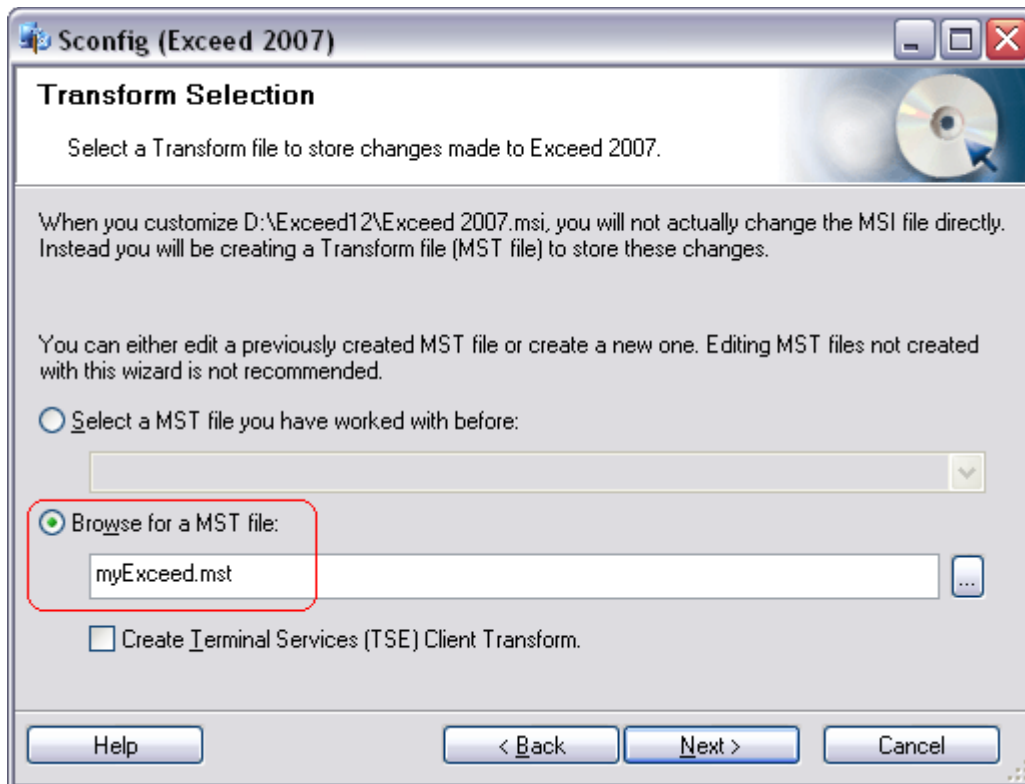 Sconfig (Exceed 2007)
Transform Selection
Select a Transform file to store changes made to Exceed 2007.
When you customize D:\Exceed12\Exceed 2007.msi, you will not actually change the MSI file directly.
Instead you will be creating a Transform file (MST file) to store these changes.
You can either edit a previously created MST file or create a new one. Editing MST files not created
with this wizard is not recommended.
Select a MST file you have worked with before:
Browse for a MST file:
myExceed.mst
...
Create Terminal Services (TSE) Client Transform.
Help
< Back
Next >
Cancel